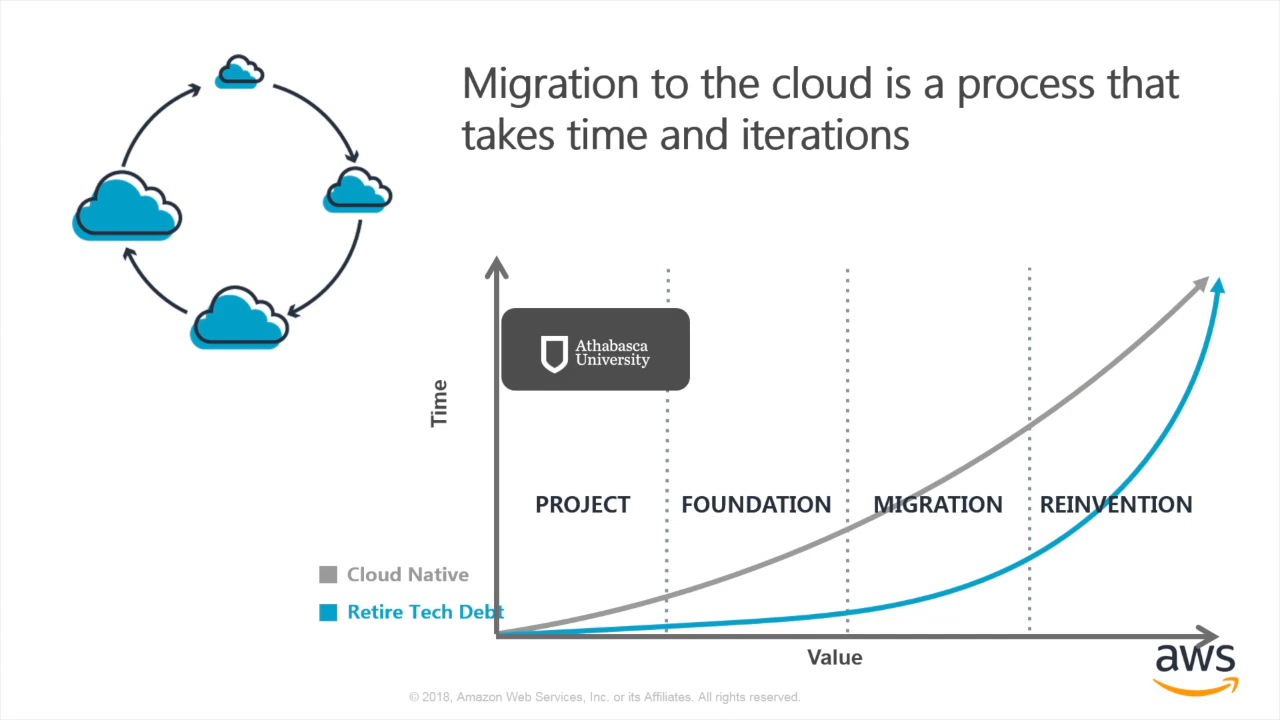 Migration to the cloud is a process that
takes time and iterations
Athabasca
University
Time
PROJECT
FOUNDATION
MIGRATION
REINVENTION
Cloud Native
Retire Tech Debt
Value
aws
© 2018, Amazon Web Services, Inc. or its Affiliates. All rights reserved.